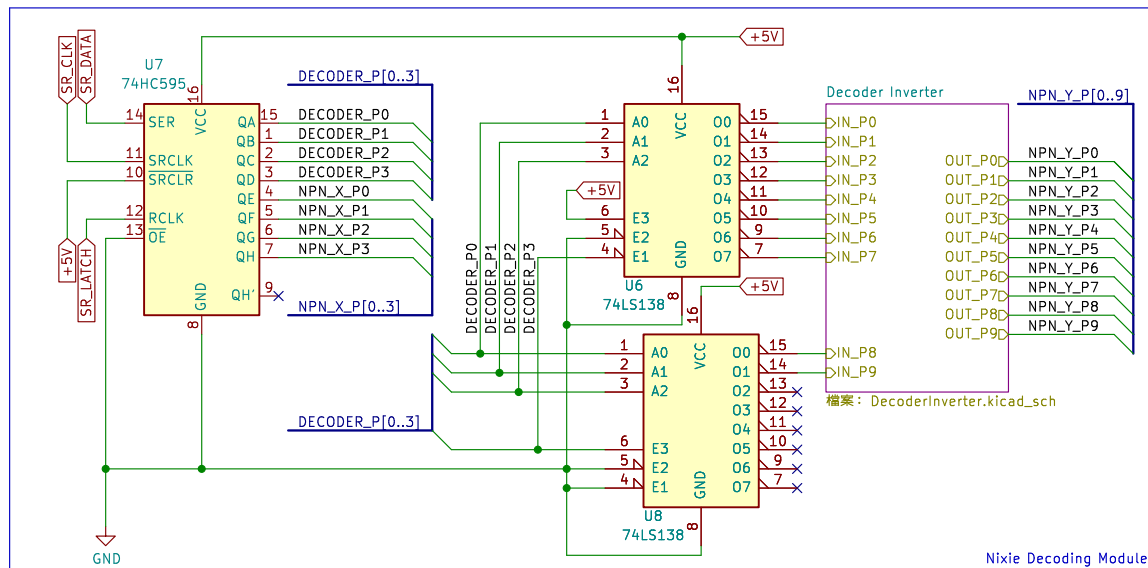 +5V
SR_CLK
SR_DATA
U7
74HC595
DECODER_P[0..3]
16
VCC
14 SER
11 SRCLK
10 SRCLR
12 RCLK
13 OE
QA 15 DECODER_P0
QB 1 DECODER_P1
QC 2 DECODER_P2
QD 3 DECODER_P3
QE 4 NPN_X_P0
QF 5 NPN_X_P1
QG 6 NPN_X_P2
QH 7 NPN_X_P3
QH' 9
GND
8
+5V
SR_LATCH
NPN_X_P[0..3]
DECODER_P0
DECODER_P1
DECODER_P2
DECODER_P3
DECODER_P[0..3]
GND
16
VCC
1 A0
2 A1
3 A2
+5V
6 E3
5 E2
4 E1
O0 15
O1 14
O2 13
O3 12
O4 11
O5 10
O6 9
O7 7
GND
8
U6
74LS138
+5V
16
VCC
1 A0
2 A1
3 A2
6 E3
5 E2
4 E1
O0 15
O1 14
O2 13
O3 12
O4 11
O5 10
O6 9
O7 7
GND
8
U8
74LS138
Decoder Inverter
IN_P0
IN_P1
IN_P2
IN_P3
IN_P4
IN_P5
IN_P6
IN_P7
IN_P8
IN_P9
OUT_P0
OUT_P1
OUT_P2
OUT_P3
OUT_P4
OUT_P5
OUT_P6
OUT_P7
OUT_P8
OUT_P9
檔案: DecoderInverter.kicad_sch
NPN_Y_P[0..9]
NPN_Y_P0
NPN_Y_P1
NPN_Y_P2
NPN_Y_P3
NPN_Y_P4
NPN_Y_P5
NPN_Y_P6
NPN_Y_P7
NPN_Y_P8
NPN_Y_P9
Nixie Decoding Module